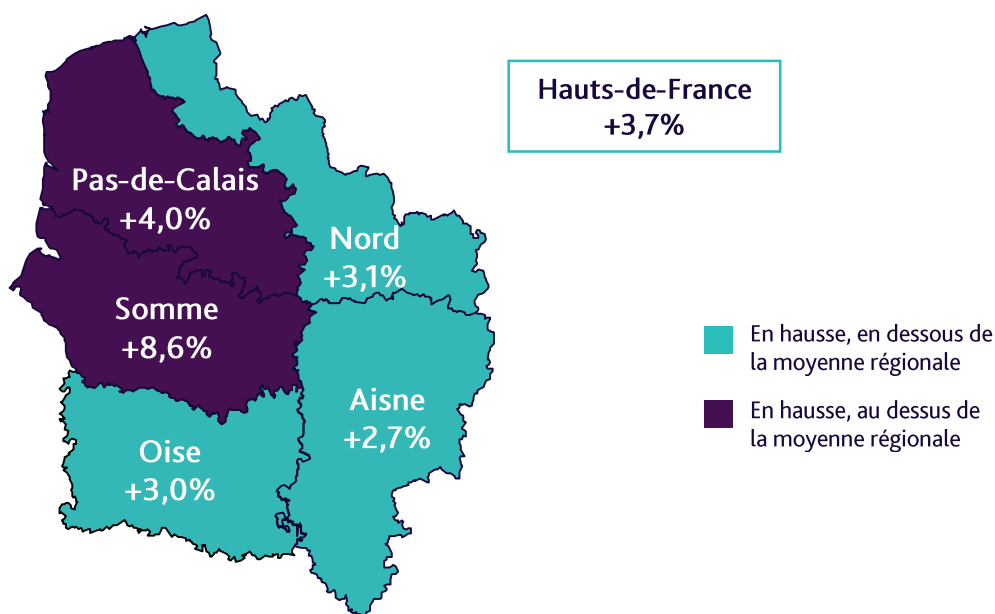 Hauts-de-France
+3,7%
Pas-de-Calais
+4,0%
Nord
+3,1%
Somme
+8,6%
Aisne
+2,7%
Oise
+3,0%
En hausse, en dessous de
la moyenne régionale
En hausse, au dessus de
la moyenne régionale